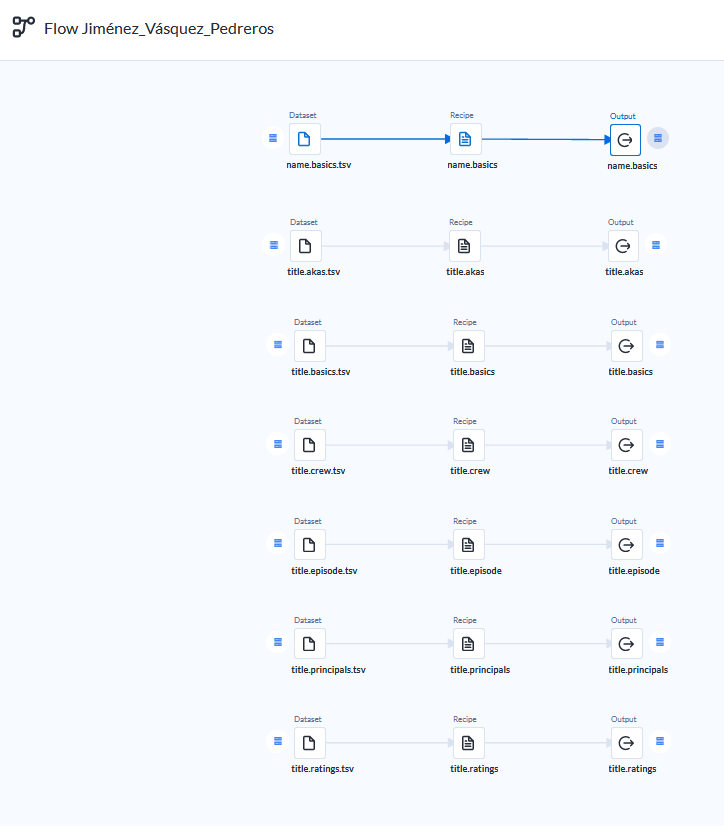 Flow Jiménez_Vásquez_Pedreros
Dataset Recipe Output
name.basics.tsv name.basics name.basics
Dataset Recipe Output
title.akas.tsv title.akas title.akas
Dataset Recipe Output
title.basics.tsv title.basics title.basics
Dataset Recipe Output
title.crew.tsv title.crew title.crew
Dataset Recipe Output
title.episode.tsv title.episode title.episode
Dataset Recipe Output
title.principals.tsv title.principals title.principals
Dataset Recipe Output
title.ratings.tsv title.ratings title.ratings